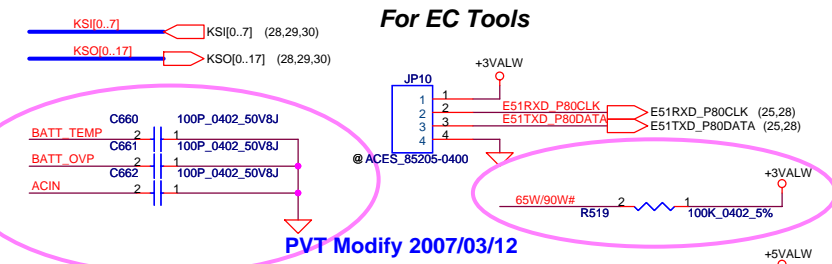 For EC Tools
KSI[0..7]
KSI[0..7] (28,29,30)
KSO[0..17]
KSO[0..17] (28,29,30)
+3VALW
JP10
1 1
2 2 E51RXD_P80CLK E51RXD_P80CLK (25,28)
3 3 E51TXD_P80DATA E51TXD_P80DATA (25,28)
4 4
@ ACES_85205-0400
C660 100P_0402_50V8J
BATT_TEMP 2 1
C661 100P_0402_50V8J
BATT_OVP 2 1
C662 100P_0402_50V8J
ACIN 2 1
+3VALW
65W/90W# 2 1
R519 100K_0402_5%
PVT Modify 2007/03/12
+5VALW